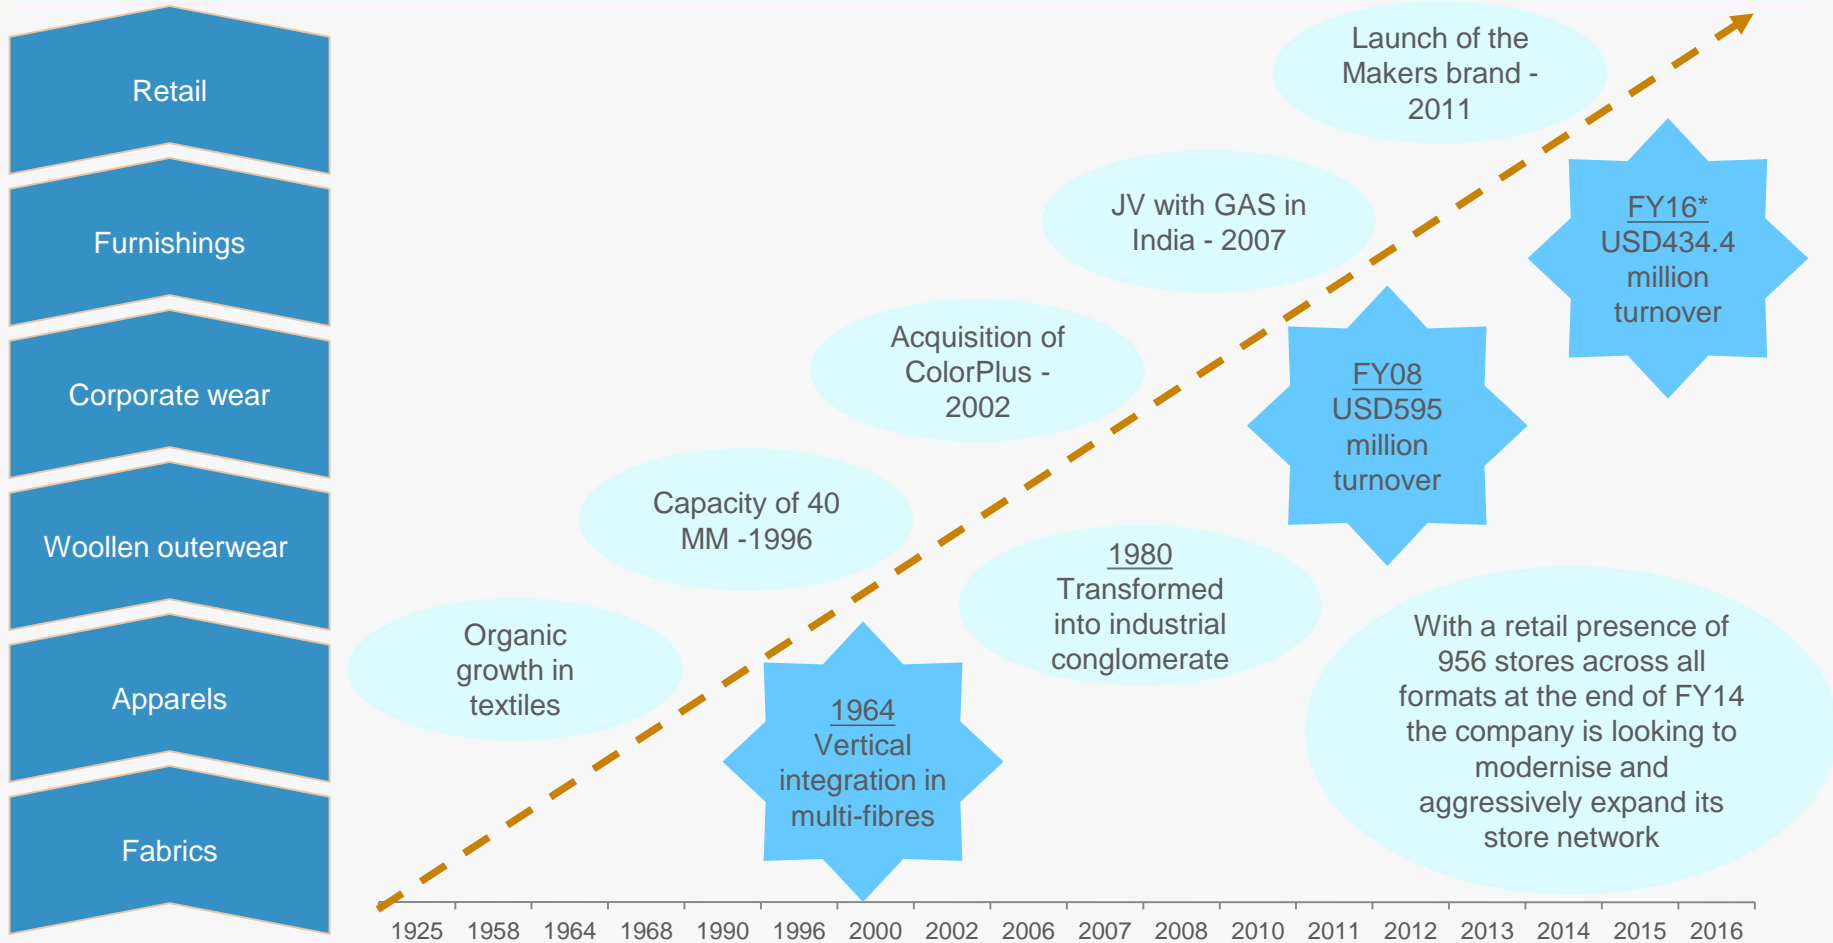 Retail
Furnishings
Corporate wear
Woollen outerwear
Apparels
Fabrics
Launch of the
Makers brand -
2011
JV with GAS in
India - 2007
Acquisition of
ColorPlus -
2002
Capacity of 40
MM -1996
Organic
growth in
textiles
FY16*
USD434.4
million
turnover
FY08
USD595
million
turnover
1980
Transformed
into industrial
conglomerate
1964
Vertical
integration in
multi-fibres
With a retail presence of
956 stores across all
formats at the end of FY14
the company is looking to
modernise and
aggressively expand its
store network
1925 1958 1964 1968 1990 1996 2000 2002 2006 2007 2008 2010 2011 2012 2013 2014 2015 2016